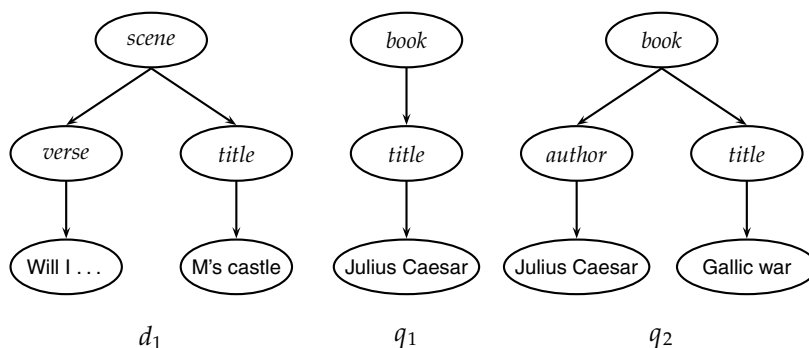 scene book book
verse title title author title
Will I . . . M's castle Julius Caesar Julius Caesar Gallic war
d1 q1 q2